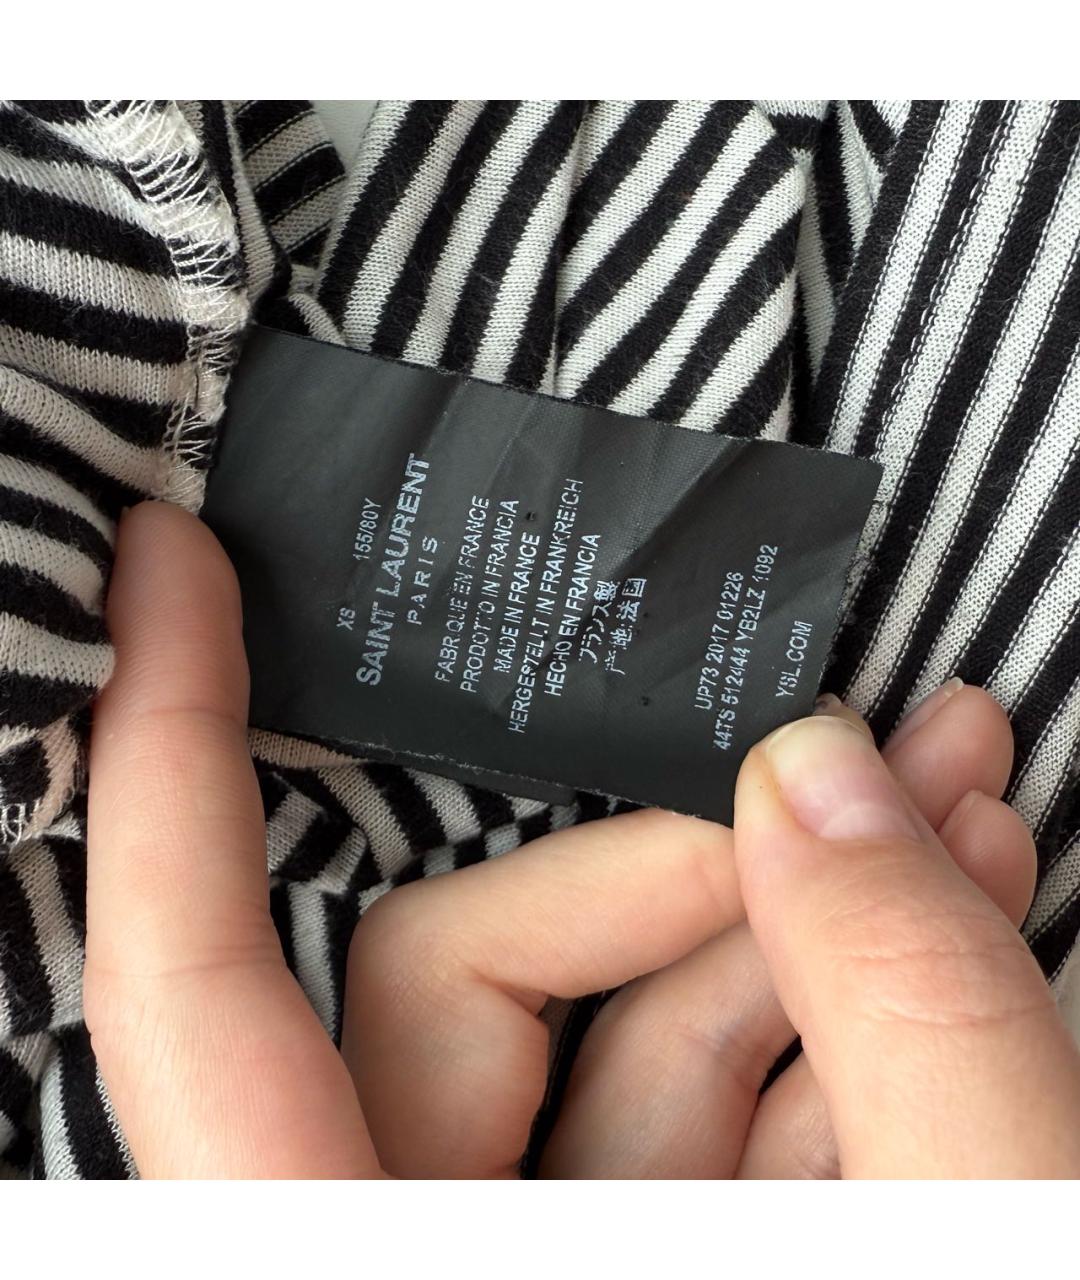 XS 155/80Y
SAINT LAURENT
PARIS
FABRIQUE EN FRANCE
PRODOTTO IN FRANCIA
MADE IN FRANCE
HERGESTELLT IN FRANKREICH
HECHO EN FRANCIA
フランス製
产地:法国
UP73 2017 01226
44TS 512444 YB2LZ 1092
YSL.COM